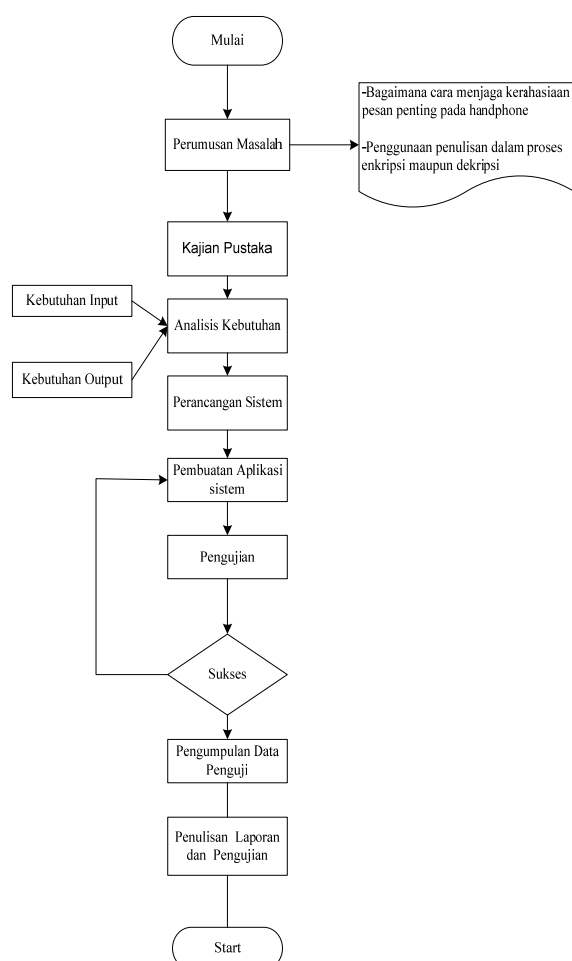 Mulai
Perumusan Masalah
-Bagaimana cara menjaga kerahasiaan
pesan penting pada handphone
-Penggunaan penulisan dalam proses
enkripsi maupun dekripsi
Kajian Pustaka
Kebutuhan Input
Analisis Kebutuhan
Kebutuhan Output
Perancangan Sistem
Pembuatan Aplikasi
sistem
Pengujian
Sukses
Pengumpulan Data
Penguji
Penulisan Laporan
dan Pengujian
Start